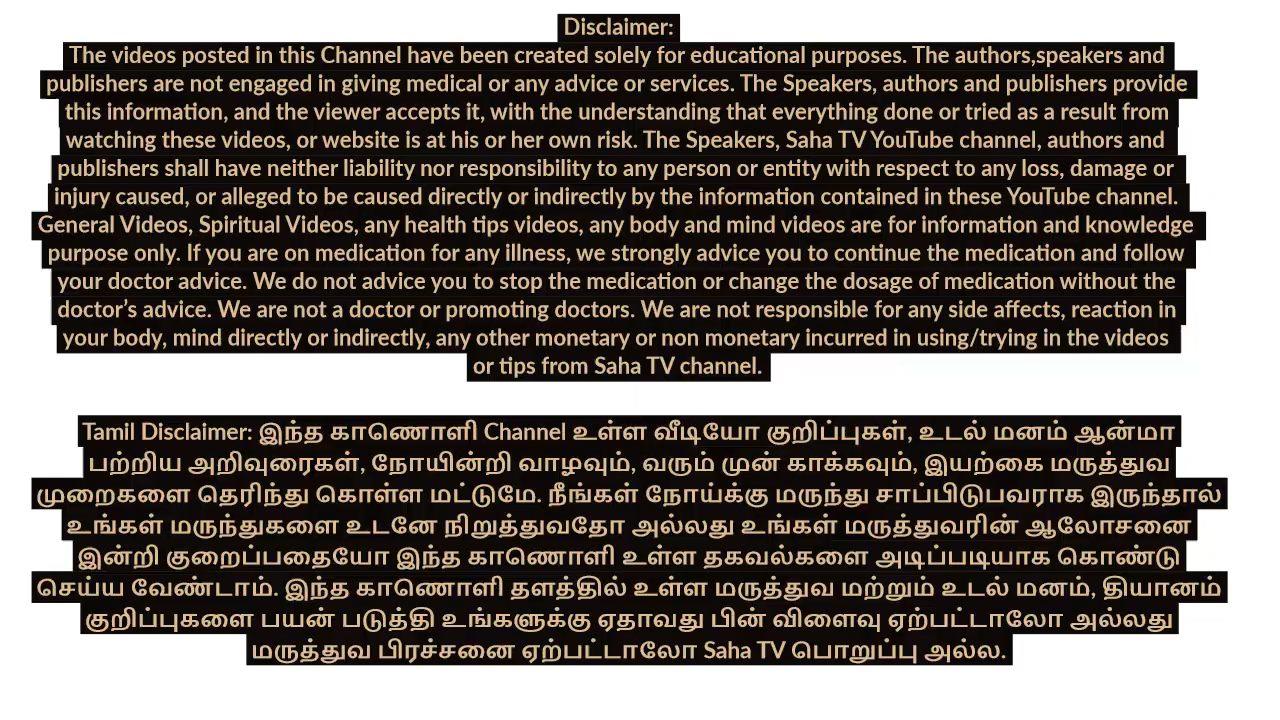 Disclaimer:
The videos posted in this Channel have been created solely for educational purposes. The authors,speakers and
publishers are not engaged in giving medical or any advice or services. The Speakers, authors and publishers provide
this information, and the viewer accepts it, with the understanding that everything done or tried as a result from
watching these videos, or website is at his or her own risk. The Speakers, Saha TV YouTube channel, authors and
publishers shall have neither liability nor responsibility to any person or entity with respect to any loss, damage or
injury caused, or alleged to be caused directly or indirectly by the information contained in these YouTube channel.
General Videos, Spiritual Videos, any health tips videos, any body and mind videos are for information and knowledge
purpose only. If you are on medication for any illness, we strongly advice you to continue the medication and follow
your doctor advice. We do not advice you to stop the medication or change the dosage of medication without the
doctor’s advice. We are not a doctor or promoting doctors. We are not responsible for any side affects, reaction in
your body, mind directly or indirectly, any other monetary or non monetary incurred in using/trying in the videos
or tips from Saha TV channel.
Tamil Disclaimer: இந்த காணொளி Channel உள்ள வீடியோ குறிப்புகள், உடல் மனம் ஆன்மா
பற்றிய அறிவுரைகள், நோயின்றி வாழவும், வரும் முன் காக்கவும், இயற்கை மருத்துவ
முறைகளை தெரிந்து கொள்ள மட்டுமே. நீங்கள் நோய்க்கு மருந்து சாப்பிடுபவராக இருந்தால்
உங்கள் மருந்துகளை உடனே நிறுத்துவதோ அல்லது உங்கள் மருத்துவரின் ஆலோசனை
இன்றி குறைப்பதையோ இந்த காணொளி உள்ள தகவல்களை அடிப்படியாக கொண்டு
செய்ய வேண்டாம். இந்த காணொளி தளத்தில் உள்ள மருத்துவ மற்றும் உடல் மனம், தியானம்
குறிப்புகளை பயன் படுத்தி உங்களுக்கு ஏதாவது பின் விளைவு ஏற்பட்டாலோ அல்லது
மருத்துவ பிரச்சனை ஏற்பட்டாலோ Saha TV பொறுப்பு அல்ல.